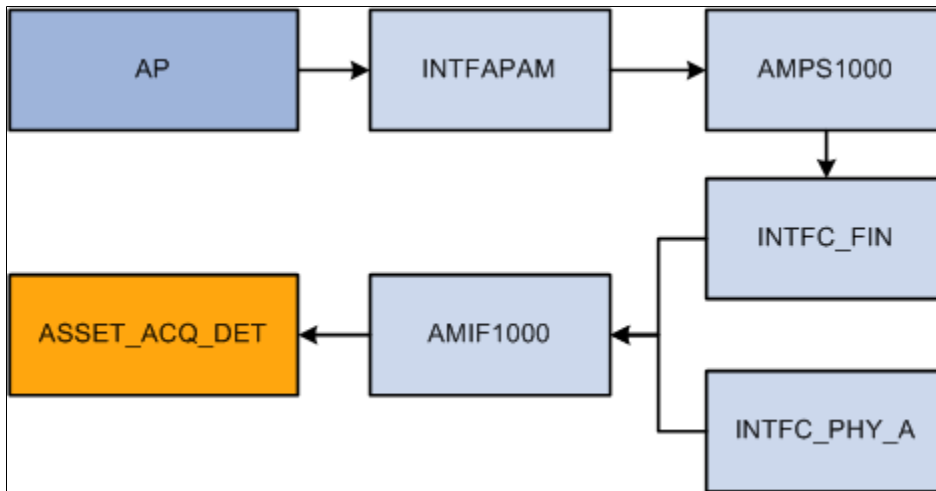 AP
INTFAPAM
AMPS1000
INTFC_FIN
ASSET_ACQ_DET
AMIF1000
INTFC_PHY_A